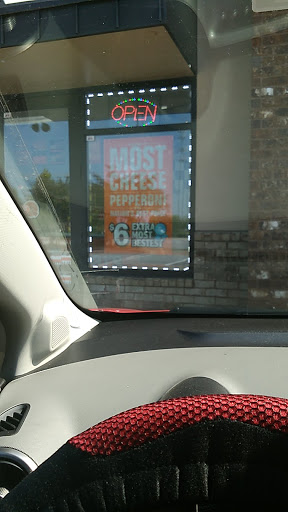 OPEN
MOST
CHEESE
PEPPERONI
$6 EXTRA
MOST
BESTEST